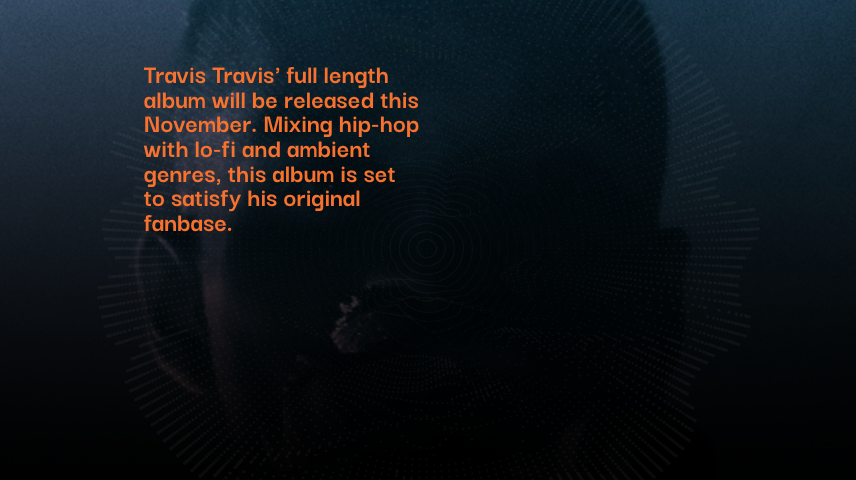 Travis Travis’ full length
album will be released this
November. Mixing hip-hop
with lo-fi and ambient
genres, this album is set
to satisfy his original
fanbase.